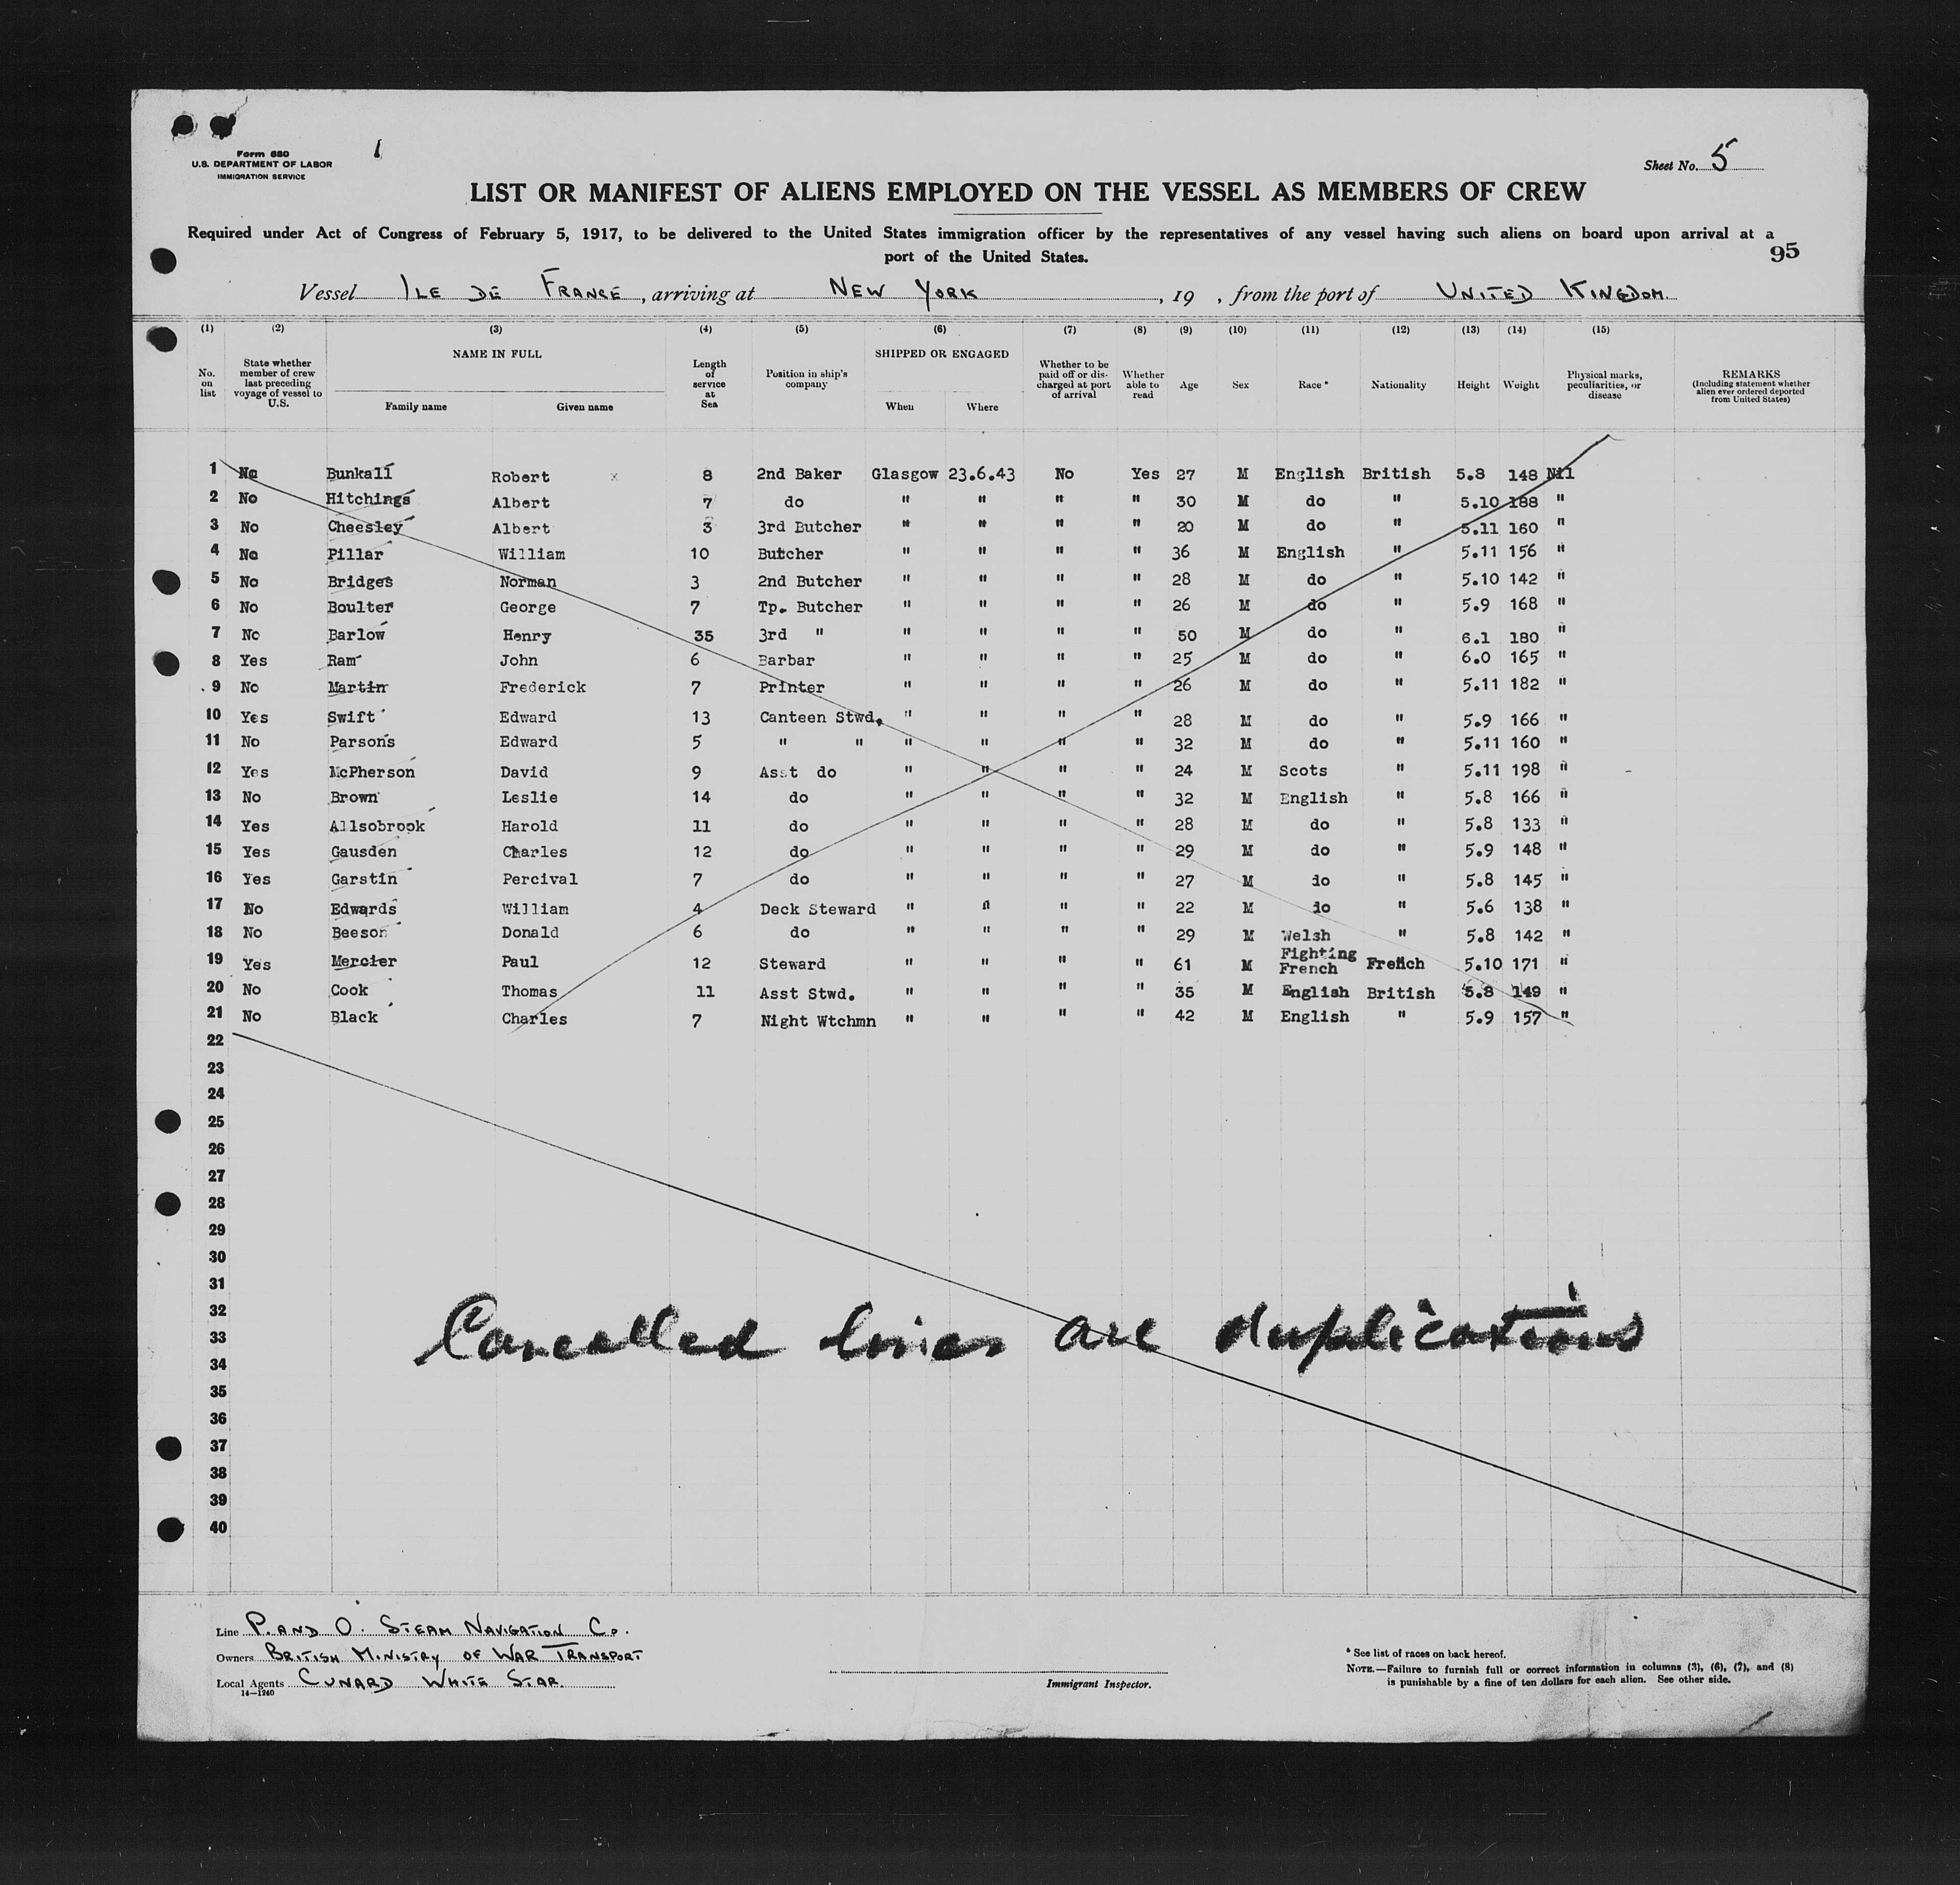 Form 680
U.S. DEPARTMENT OF LABOR
IMMIGRATION SERVICE
1
Sheet No. 5
LIST OR MANIFEST OF ALIENS EMPLOYED ON THE VESSEL AS MEMBERS OF CREW
Required under Act of Congress of February 5, 1917, to be delivered to the United States immigration officer by the representatives of any vessel having such aliens on board upon arrival at a
port of the United States.
95
Vessel ILE DE FRANCE, arriving at NEW YORK, 19 , from the port of UNITED KINGDOM.
(1) (2) (3) (4) (5) (6) (7) (8) (9) (10) (11) (12) (13) (14) (15)
No. on list
State whether member of crew last preceding voyage of vessel to U.S.
NAME IN FULL
Family name Given name
Length of service at Sea
Position in ship's company
SHIPPED OR ENGAGED
When Where
Whether to be paid off or discharged at port of arrival
Whether able to read
Age Sex Race * Nationality Height Weight
Physical marks, peculiarities, or disease
REMARKS
(Including statement whether alien ever ordered deported from United States)
1 No Bunkall Robert 8 2nd Baker Glasgow 23.6.43 No Yes 27 M English British 5.8 148 Nil
2 No Hitchings Albert 7 do " " " " 30 M do " 5.10 188 "
3 No Cheesley Albert 3 3rd Butcher " " " " 20 M do " 5.11 160 "
4 No Pillar William 10 Butcher " " " " 36 M English " 5.11 156 "
5 No Bridges Norman 3 2nd Butcher " " " " 28 M do " 5.10 142 "
6 No Boulter George 7 Tp. Butcher " " " " 26 M do " 5.9 168 "
7 No Barlow Henry 35 3rd " " " " " 50 M do " 6.1 180 "
8 Yes Ram John 6 Barbar " " " " 25 M do " 6.0 165 "
9 No Martin Frederick 7 Printer " " " " 26 M do " 5.11 182 "
10 Yes Swift Edward 13 Canteen Stwd. " " " " 28 M do " 5.9 166 "
11 No Parsons Edward 5 " " " " " " 32 M do " 5.11 160 "
12 Yes McPherson David 9 Asst do " " " " 24 M Scots " 5.11 198 "
13 No Brown Leslie 14 do " " " " 32 M English " 5.8 166 "
14 Yes Allsobrook Harold 11 do " " " " 28 M do " 5.8 133 "
15 Yes Gausden Charles 12 do " " " " 29 M do " 5.9 148 "
16 Yes Garstin Percival 7 do " " " " 27 M do " 5.8 145 "
17 No Edwards William 4 Deck Steward " " " " 22 M do " 5.6 138 "
18 No Beeson Donald 6 do " " " " 29 M Welsh " 5.8 142 "
19 Yes Mercier Paul 12 Steward " " " " 61 M Fighting French French 5.10 171 "
20 No Cook Thomas 11 Asst Stwd. " " " " 35 M English British 5.8 149 "
21 No Black Charles 7 Night Wtchmn " " " " 42 M English " 5.9 157 "
22
23
24
25
26
27
28
29
30
31
32
33
34
35
36
37
38
39
40
Cancelled lines are duplications
Line P. AND O. STEAM NAVIGATION Co.
Owners BRITISH MINISTRY OF WAR TRANSPORT
Local Agents CUNARD WHITE STAR.
14—1240
Immigrant Inspector.
* See list of races on back hereof.
NOTE.—Failure to furnish full or correct information in columns (3), (6), (7), and (8)
is punishable by a fine of ten dollars for each alien. See other side.